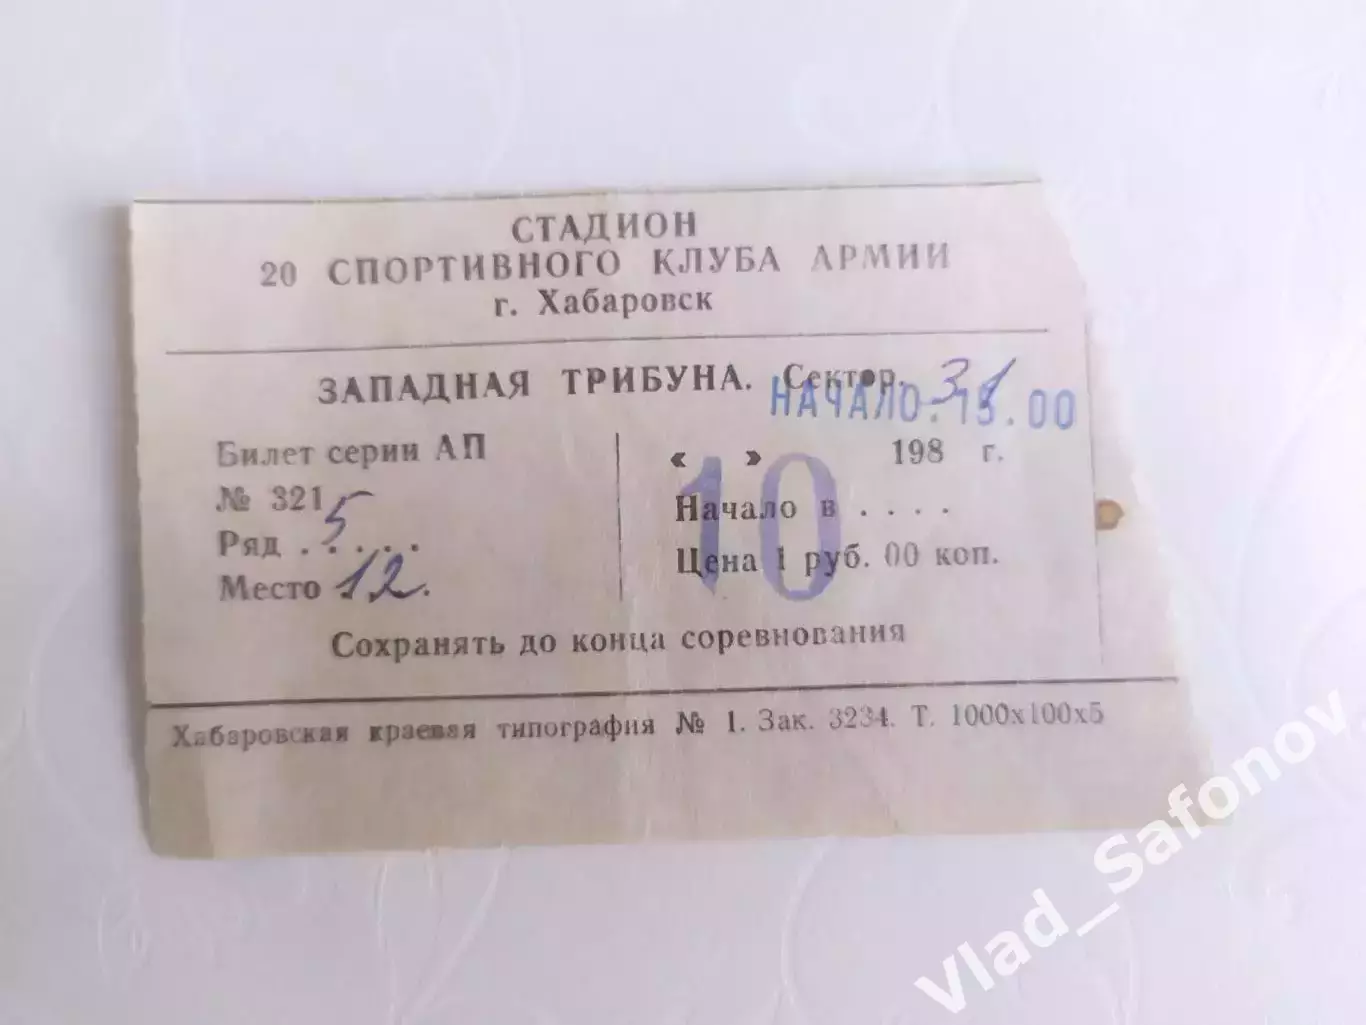 СТАДИОН
20 СПОРТИВНОГО КЛУБА АРМИИ
г. Хабаровск
ЗАПАДНАЯ ТРИБУНА. Сектор. 31
НАЧАЛО. 15.00
Билет серии АП
№ 321
Ряд . 5 . . . .
Место 12.
« » 198 г.
10
Начало в . . . .
Цена 1 руб. 00 коп.
Сохранять до конца соревнования
Хабаровская краевая типография № 1. Зак. 3234. Т. 1000х100х5
Vlad_Safonov